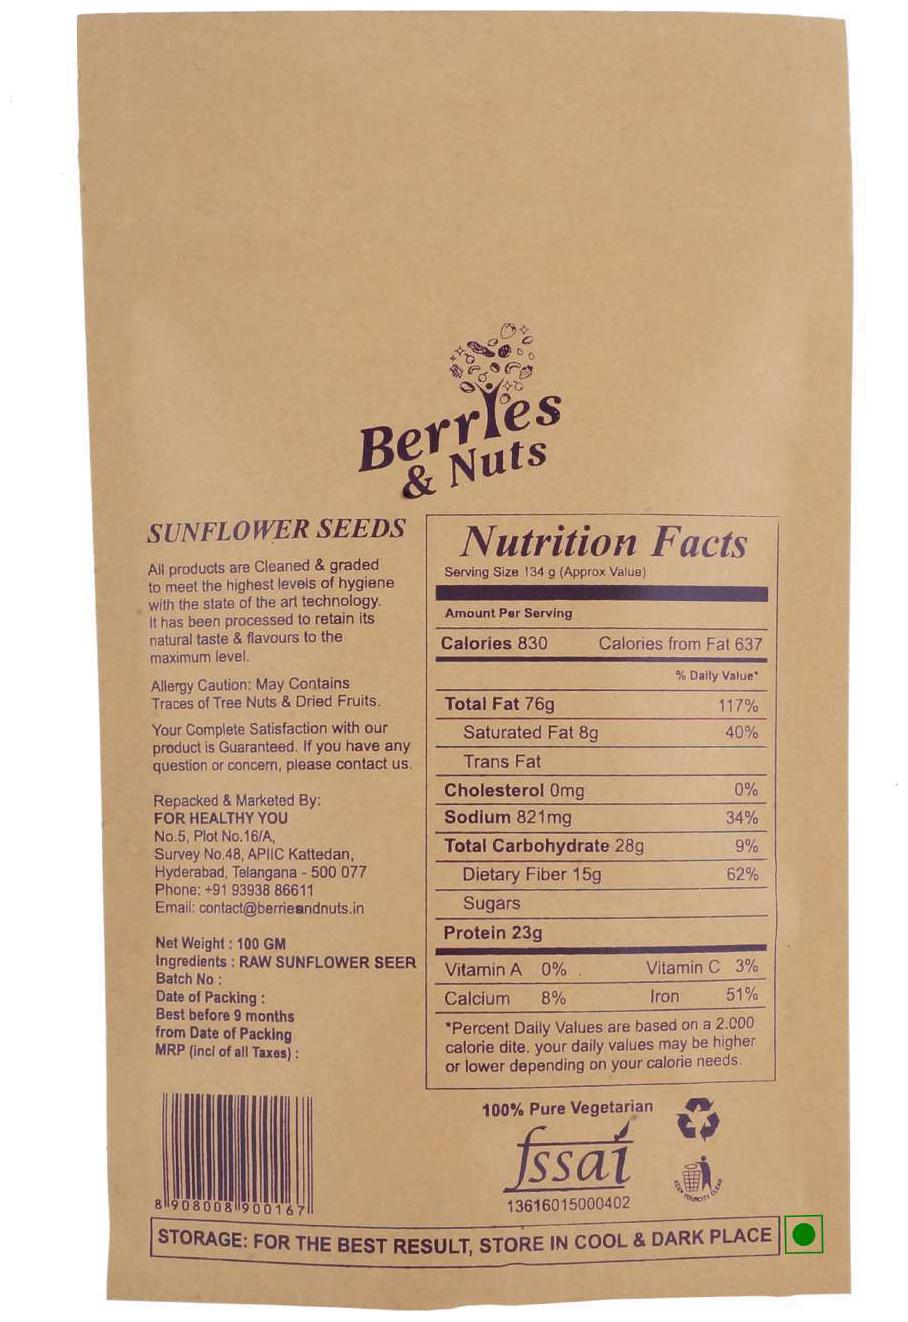 Berries
& Nuts
SUNFLOWER SEEDS
All products are Cleaned & graded
to meet the highest levels of hygiene
with the state of the art technology.
It has been processed to retain its
natural taste & flavours to the
maximum level.
Allergy Caution: May Contains
Traces of Tree Nuts & Dried Fruits.
Your Complete Satisfaction with our
product is Guaranteed. If you have any
question or concern, please contact us.
Repacked & Marketed By:
FOR HEALTHY YOU
No.5, Plot No.16/A,
Survey No.48, APIIC Kattedan,
Hyderabad, Telangana - 500 077
Phone: +91 93938 86611
Email: contact@berrieandnuts.in
Net Weight : 100 GM
Ingredients : RAW SUNFLOWER SEER
Batch No :
Date of Packing :
Best before 9 months
from Date of Packing
MRP (incl of all Taxes) :
8 908008 900167
Nutrition Facts
Serving Size 134 g (Approx Value)
Amount Per Serving
Calories 830 Calories from Fat 637
% Daily Value*
Total Fat 76g 117%
Saturated Fat 8g 40%
Trans Fat
Cholesterol 0mg 0%
Sodium 821mg 34%
Total Carbohydrate 28g 9%
Dietary Fiber 15g 62%
Sugars
Protein 23g
Vitamin A 0% . Vitamin C 3%
Calcium 8% Iron 51%
*Percent Daily Values are based on a 2.000
calorie dite. your daily values may be higher
or lower depending on your calorie needs.
100% Pure Vegetarian
fssai
13616015000402
KEEP YOUR CITY CLEAN
STORAGE: FOR THE BEST RESULT, STORE IN COOL & DARK PLACE